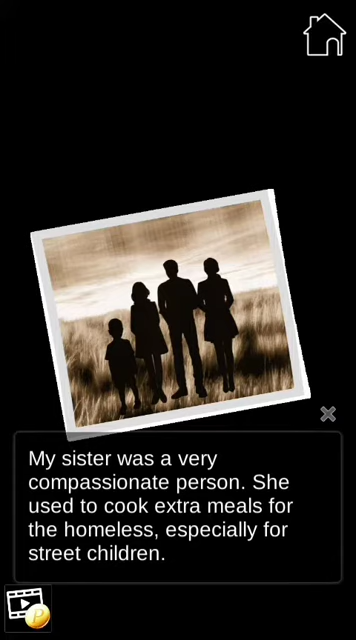 My sister was a very
compassionate person. She
used to cook extra meals for
the homeless, especially for
street children.
P